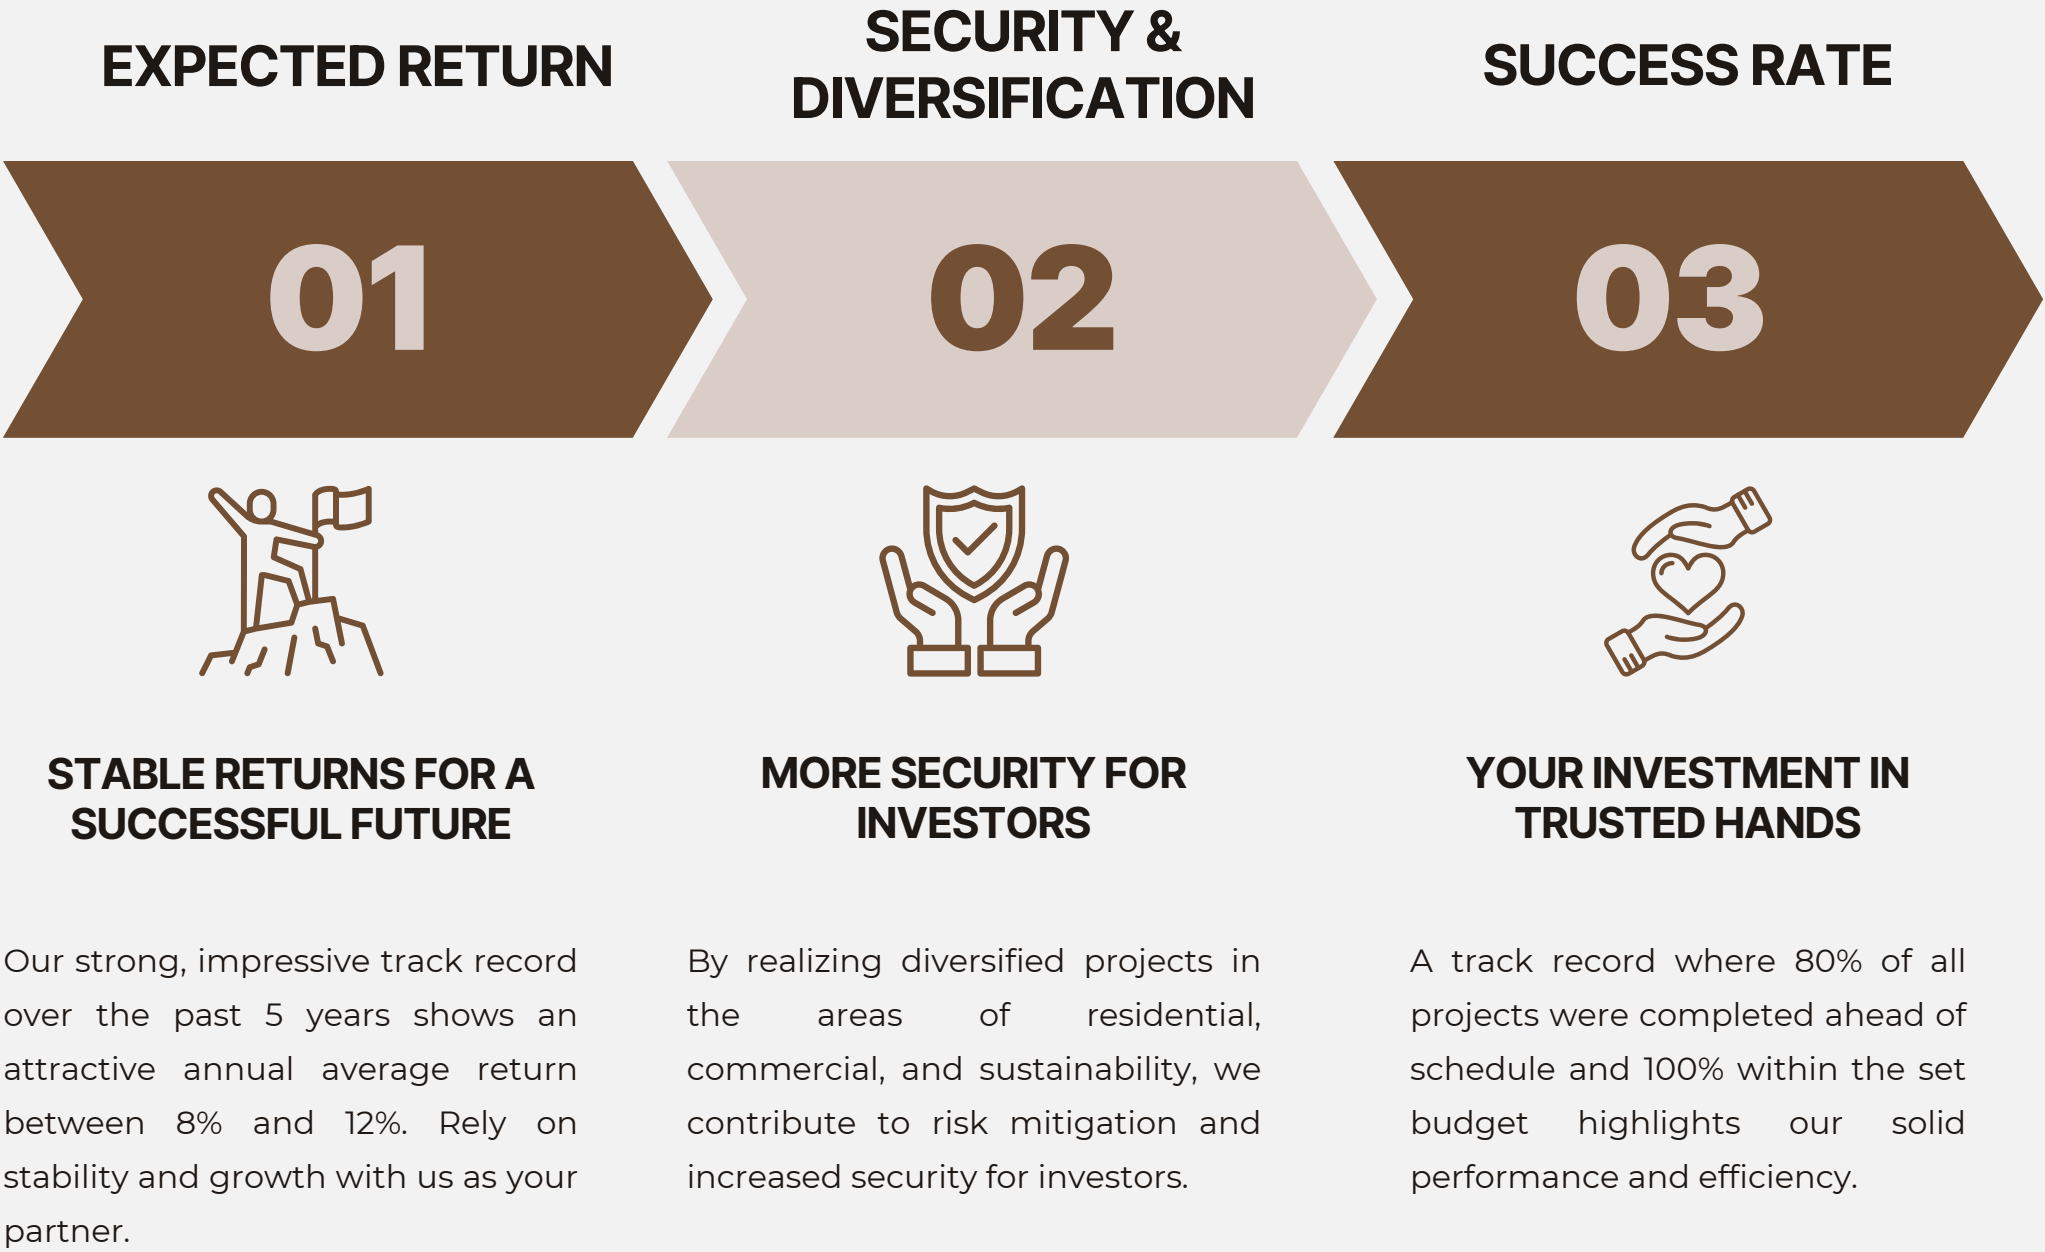 EXPECTED RETURN
SECURITY &
DIVERSIFICATION
SUCCESS RATE
01
02
03
STABLE RETURNS FOR A
SUCCESSFUL FUTURE
MORE SECURITY FOR
INVESTORS
YOUR INVESTMENT IN
TRUSTED HANDS
Our strong, impressive track record
over the past 5 years shows an
attractive annual average return
between 8% and 12%. Rely on
stability and growth with us as your
partner.
By realizing diversified projects in
the areas of residential,
commercial, and sustainability, we
contribute to risk mitigation and
increased security for investors.
A track record where 80% of all
projects were completed ahead of
schedule and 100% within the set
budget highlights our solid
performance and efficiency.